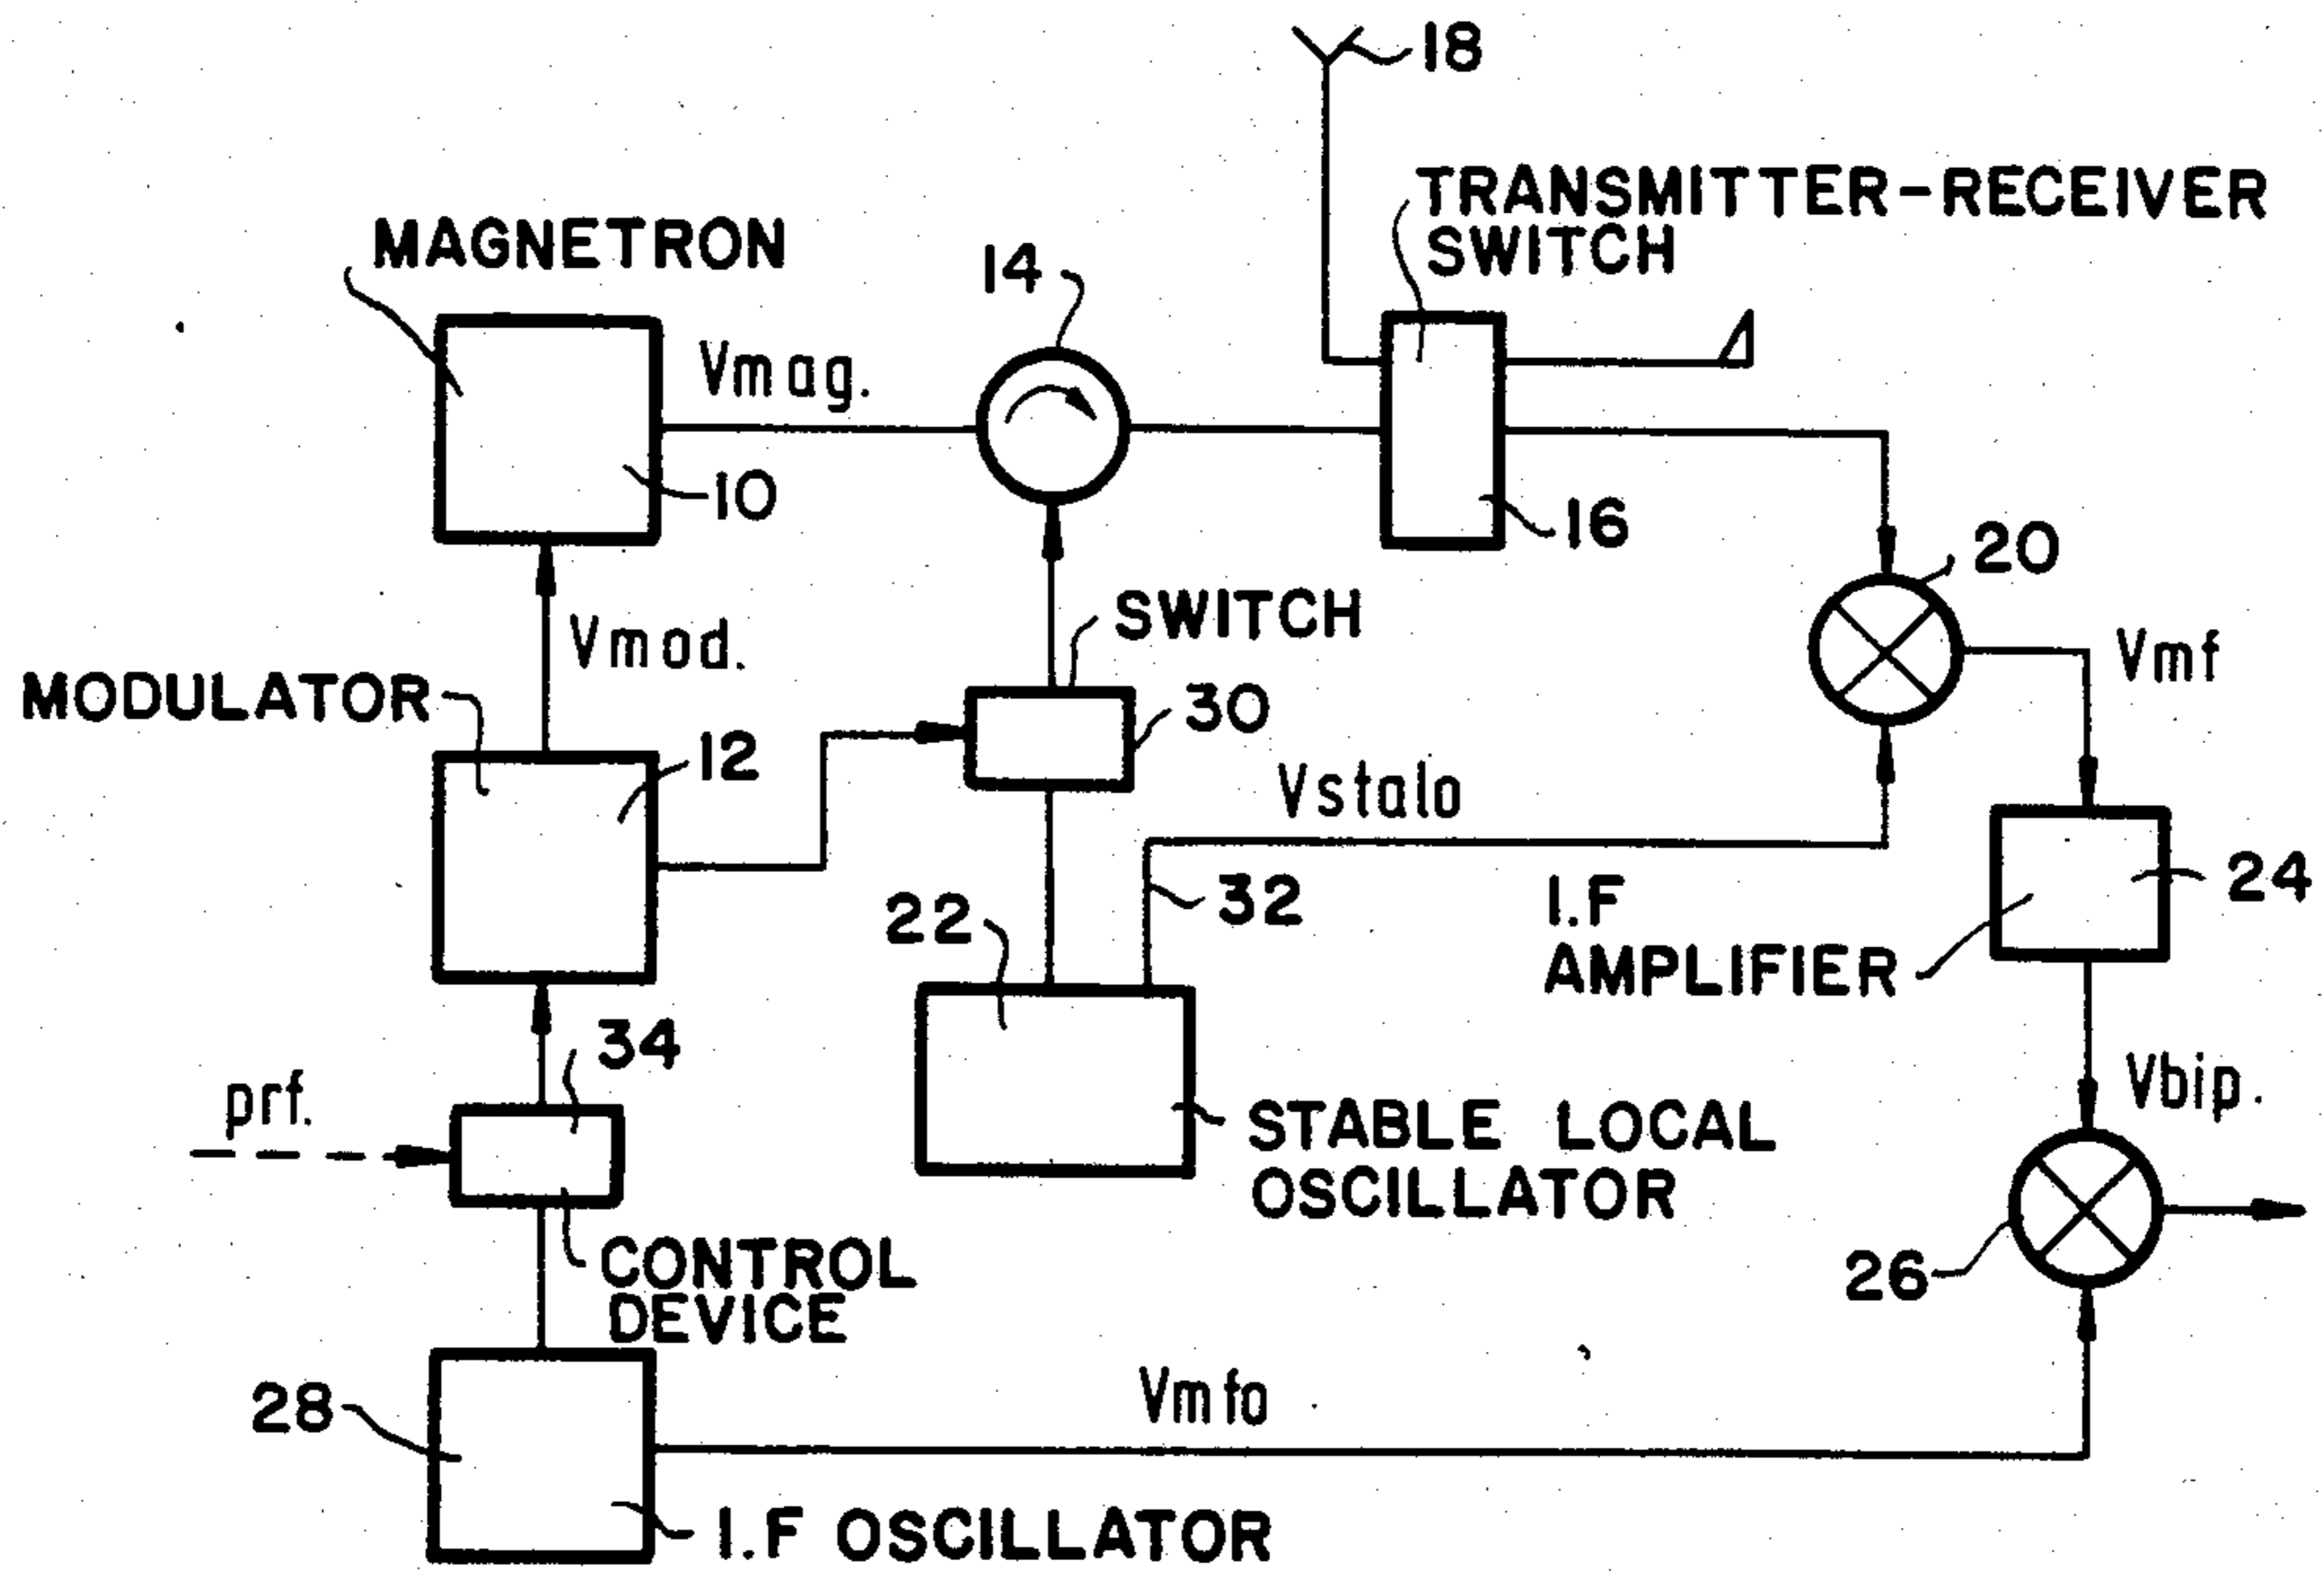 18
TRANSMITTER-RECEIVER
SWITCH
MAGNETRON
14
Vmag.
10
16
20
SWITCH
Vmod.
Vmf
MODULATOR
30
12
Vstalo
24
22
32
I.F
AMPLIFIER
34
prf.
Vbip.
STABLE LOCAL
OSCILLATOR
CONTROL
DEVICE
26
28
Vmfo
I.F OSCILLATOR